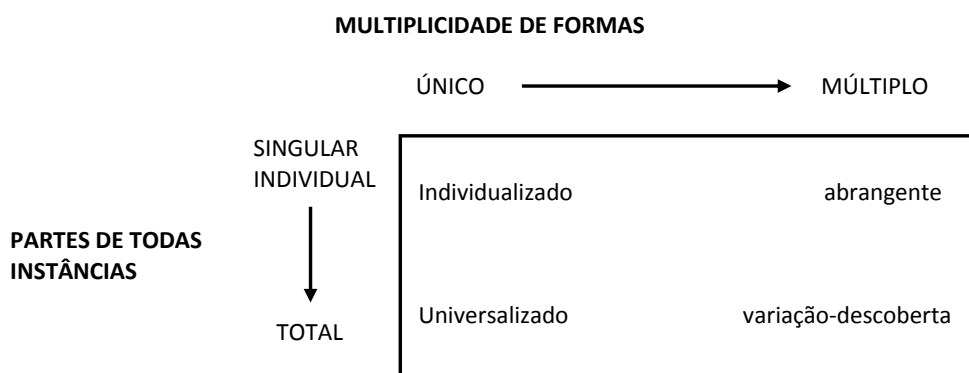 MULTIPLICIDADE DE FORMAS
ÚNICO MÚLTIPLO
SINGULAR
INDIVIDUAL
Individualizado abrangente
PARTES DE TODAS
INSTÂNCIAS
Universalizado variação-descoberta
TOTAL